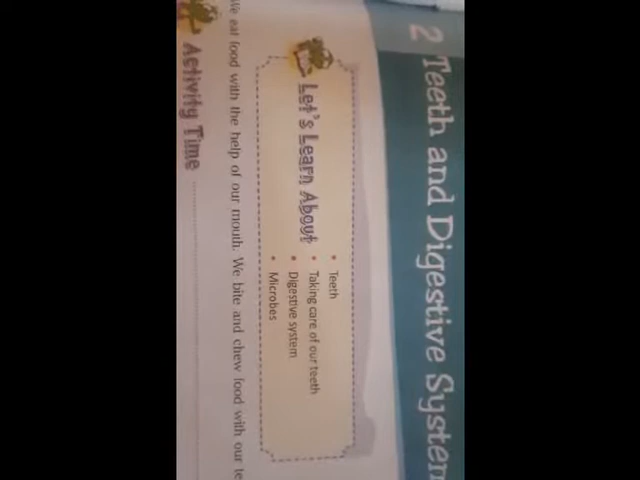 2 Teeth and Digestive System
Let's Learn About
• Teeth
• Taking care of our teeth
• Digestive system
• Microbes
We eat food with the help of our mouth. We bite and chew food with our
Activity Time